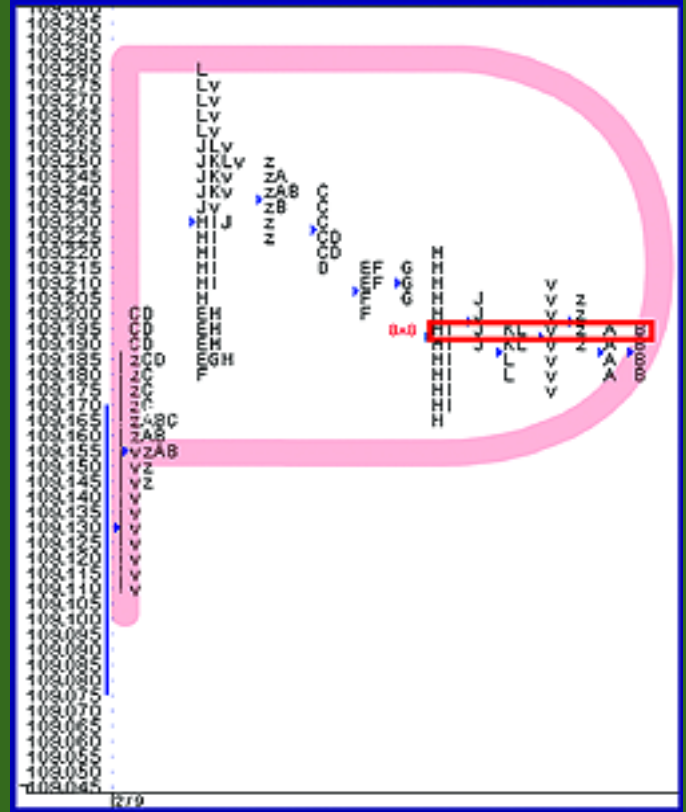 109.295
109.290
109.285
109.280 L
109.275 Lv
109.270 Lv
109.265 Lv
109.260 Lv
109.255 JLv
109.250 JKLv z
109.245 JKv zA
109.240 JKv zAB C
109.235 Jv zB C
109.230 HIJ z C
109.225 HI z CD
109.220 HI CD H
109.215 HI D EF G H
109.210 HI EF G H v
109.205 H F G H J v z
109.200 CD EH F H J v z
109.195 CD EH 8×8 HI J KL v z A B
109.190 CD EH HI J KL v z A B
109.185 zCD EGH HI L v A B
109.180 zC F HI L v A B
109.175 zC HI v
109.170 zC HI
109.165 zABC H
109.160 zAB
109.155 vzAB
109.150 vz
109.145 vz
109.140 v
109.135 v
109.130 v
109.125 v
109.120 v
109.115 v
109.110 v
109.105
109.100
109.095
109.090
109.085
109.080
109.075
109.070
109.065
109.060
109.055
109.050
109.045
2/9